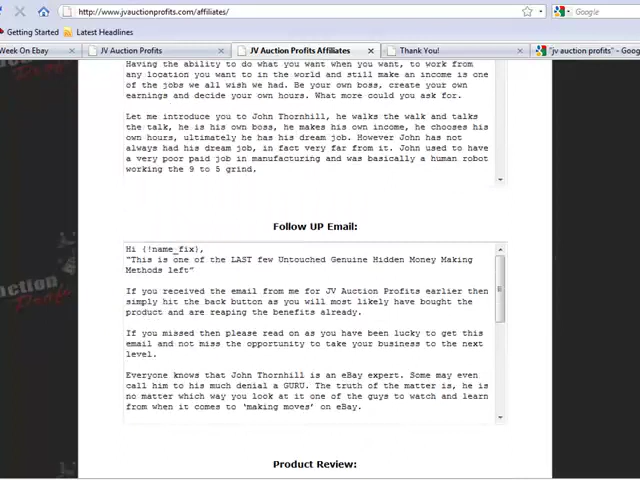 http://www.jvauctionprofits.com/affiliates/
Google
Getting Started
Latest Headlines
Week On Ebay
JV Auction Profits
JV Auction Profits Affiliates
Thank You!
"jv auction profits" -
Having the ability to do what you want when you want, to work from
any location you want to in the world and still make an income is one
of the jobs we all wish we had. Be your own boss, create your own
earnings and decide your own hours. What more could you ask for.
Let me introduce you to John Thornhill, he walks the walk and talks
the talk, he is his own boss, he makes his own income, he chooses his
own hours, ultimately he has his dream job. However John has not
always had his dream job, in fact very far from it. John used to have
a very poor paid job in manufacturing and was basically a human robot
working the 9 to 5 grind.
Follow UP Email:
Hi {!name_fix},
"This is one of the LAST few Untouched Genuine Hidden Money Making
Methods left"
If you received the email from me for JV Auction Profits earlier then
simply hit the back button as you will most likely have bought the
product and are reaping the benefits already.
If you missed then please read on as you have been lucky to get this
email and not miss the opportunity to take your business to the next
level.
Everyone knows that John Thornhill is an eBay expert. Some may even
call him to his much denial a GURU. The truth of the matter is, he is
no matter which way you look at it one of the guys to watch and learn
from when it comes to 'making moves' on eBay.
Auction
Product Review: